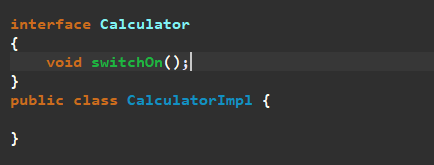 interface Calculator
{
    void switchOn();
}
public class CalculatorImpl {
}